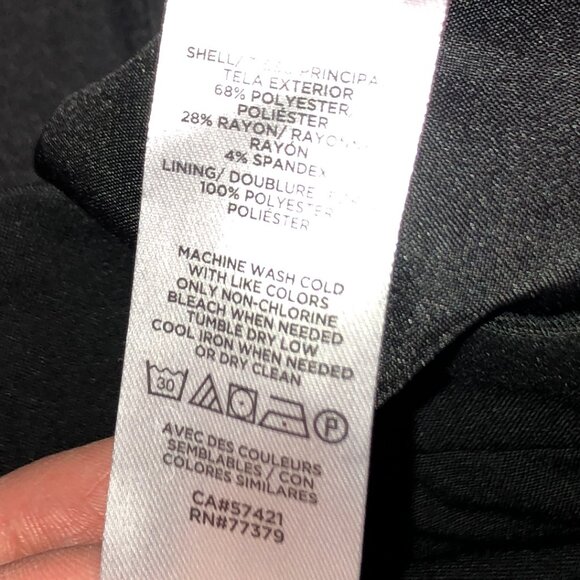 SHELL/ PRINCIPA
TELA EXTERIOR
68% POLYESTER
POLIÉSTER
28% RAYON/ RAYONN
RAYÓN
4% SPANDEX
LINING/ DOUBLURE
100% POLYESTER
POLIÉSTER
MACHINE WASH COLD
WITH LIKE COLORS
ONLY NON-CHLORINE
BLEACH WHEN NEEDED
TUMBLE DRY LOW
COOL IRON WHEN NEEDED
OR DRY CLEAN
30 P
AVEC DES COULEURS
SEMBLABLES / CON
COLORES SIMILARES
CA#57421
RN#77379